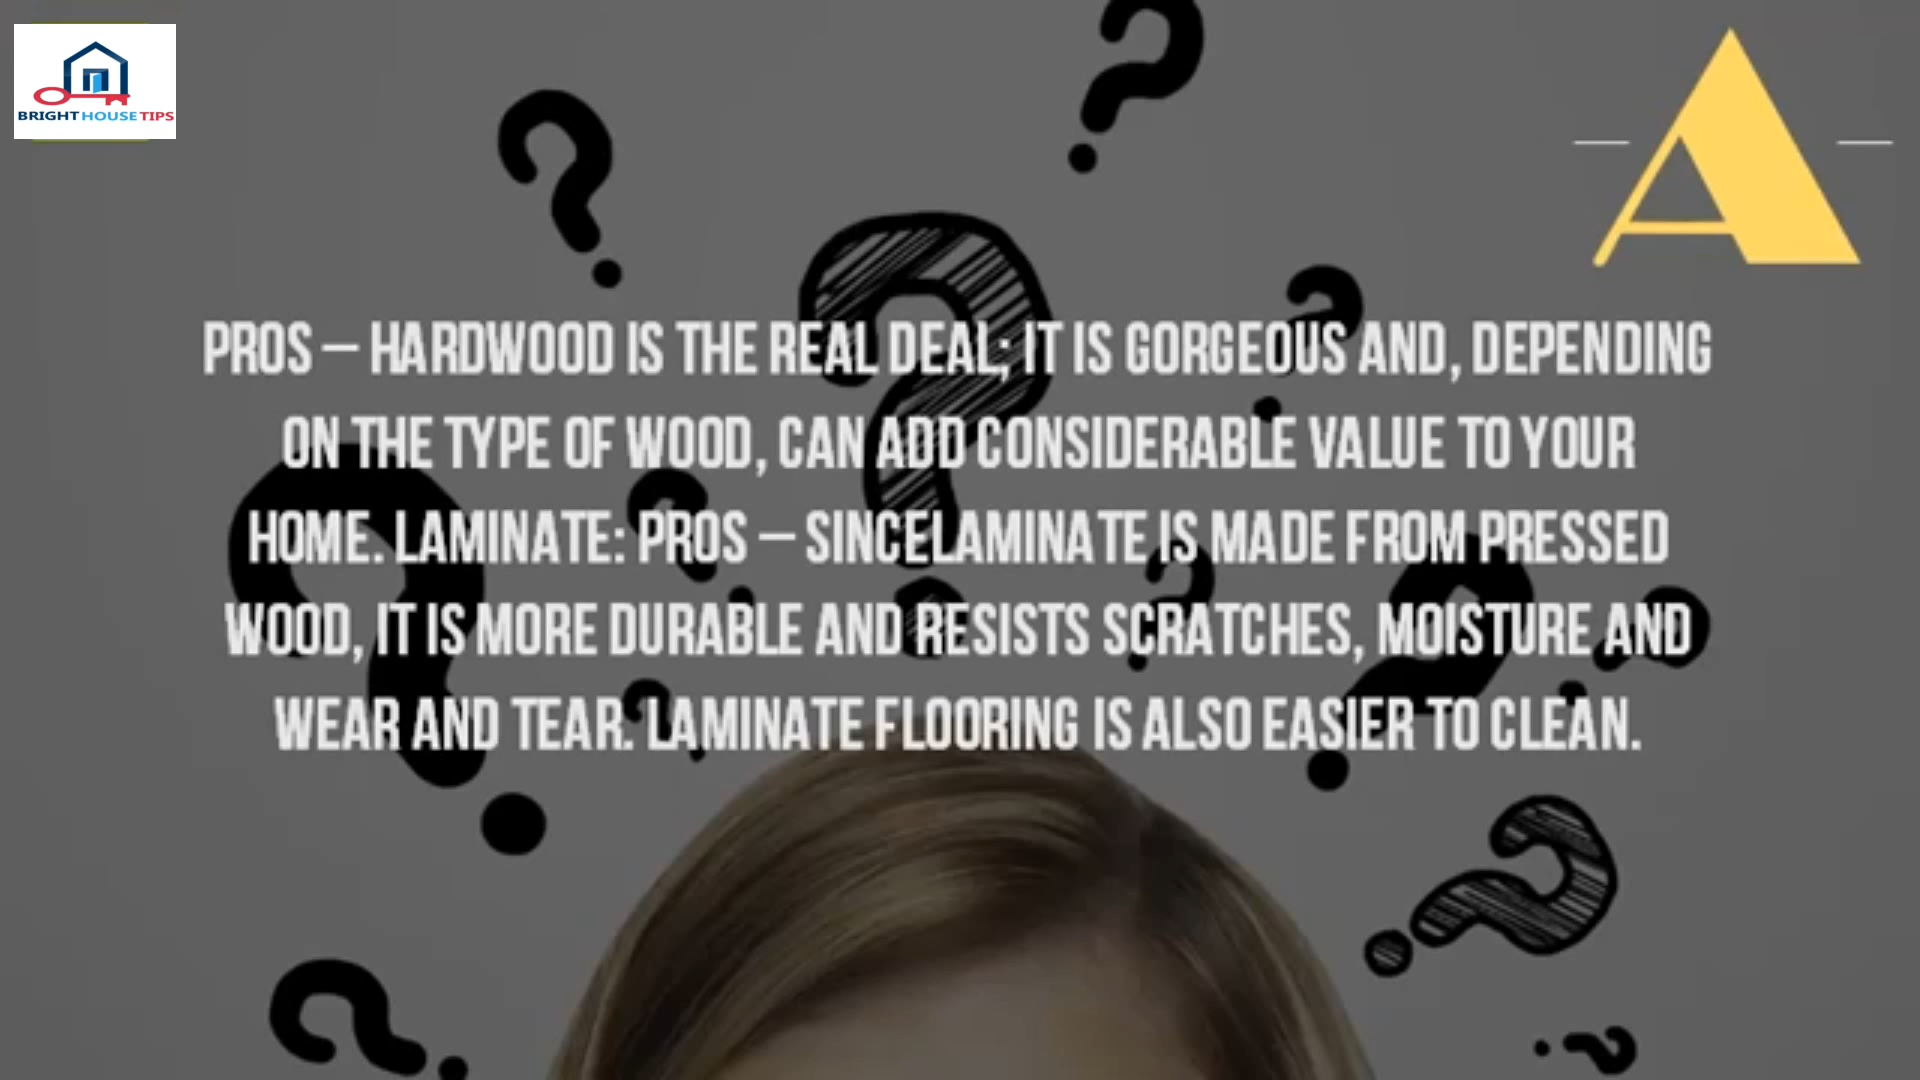 BRIGHT HOUSE TIPS
A
PROS – HARDWOOD IS THE REAL DEAL; IT IS GORGEOUS AND, DEPENDING
ON THE TYPE OF WOOD, CAN ADD CONSIDERABLE VALUE TO YOUR
HOME. LAMINATE: PROS – SINCELAMINATE IS MADE FROM PRESSED
WOOD, IT IS MORE DURABLE AND RESISTS SCRATCHES, MOISTURE AND
WEAR AND TEAR. LAMINATE FLOORING IS ALSO EASIER TO CLEAN.